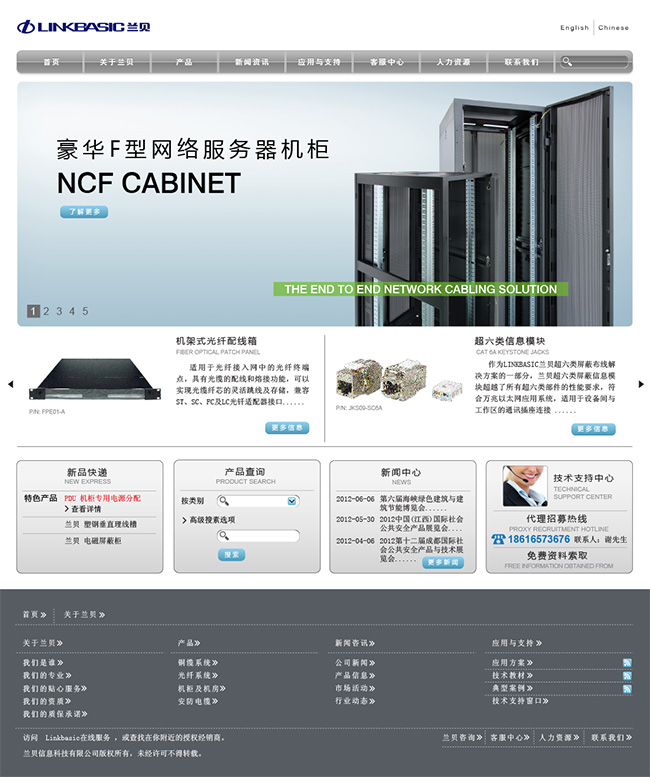 LINKBASIC兰贝
English Chinese
首页 关于兰贝 产品 新闻资讯 应用与支持 客服中心 人力资源 联系我们
豪华F型网络服务器机柜
NCF CABINET
了解更多
THE END TO END NETWORK CABLING SOLUTION
1 2 3 4 5
机架式光纤配线箱
FIBER OPTICAL PATCH PANEL
适用于光纤接入网中的光纤终端
点，具有光缆的配线和熔接功能，可以
实现光缆纤芯的灵活跳线及存储，兼容
ST、SC、FC及LC光钎适配器接口......
P/N: FPE01-A
更多信息
超六类信息模块
CAT 6A KEYSTONE JACKS
作为LINKBASIC兰贝超六类屏蔽布线解
决方案的一部分，兰贝超六类屏蔽信息模
块超越了所有超六类部件的性能要求，符
合万兆以太网应用系统，适用于设备间与
工作区的通讯插座连接 ......
P/N: JKS09-SC6A
更多信息
新品快递
NEW EXPRESS
特色产品 PDU 机柜专用电源分配
查看详情
兰贝 塑钢垂直理线槽
兰贝 电磁屏蔽柜
产品查询
PRODUCT SEARCH
按类别
高级搜素选项
搜索
新闻中心
NEWS
2012-06-06 第六届海峡绿色建筑与建
筑节能博览会......
2012-05-30 2012中国(江西)国际社会
公共安全产品展览会....
2012-04-06 2012第十二届成都国际社
会公共安全产品与技术展
览会......
更多新闻
技术支持中心
TECHNICAL
SUPPORT CENTER
代理招募热线
PROXY RECRUITMENT HOTLINE
18616573676 联系人：谢先生
免费资料索取
FREE INFORMATION OBTAINED FROM
首页 关于兰贝
关于兰贝 产品 新闻咨讯 应用与支持
我们是谁 铜缆系统 公司新闻 应用方案
我们的专业 光纤系统 产品信息 技术教材
我们的贴心服务 机柜及机房 市场活动 典型案例
我们的资质 安防电缆 行业动态 技术支持窗口
我们的质保承诺
访问 Linkbasic在线服务 ，或查找在你附近的授权经销商。
兰贝咨询 客服中心 人力资源 联系我们
兰贝信息科技有限公司版权所有，未经许可不得转载。